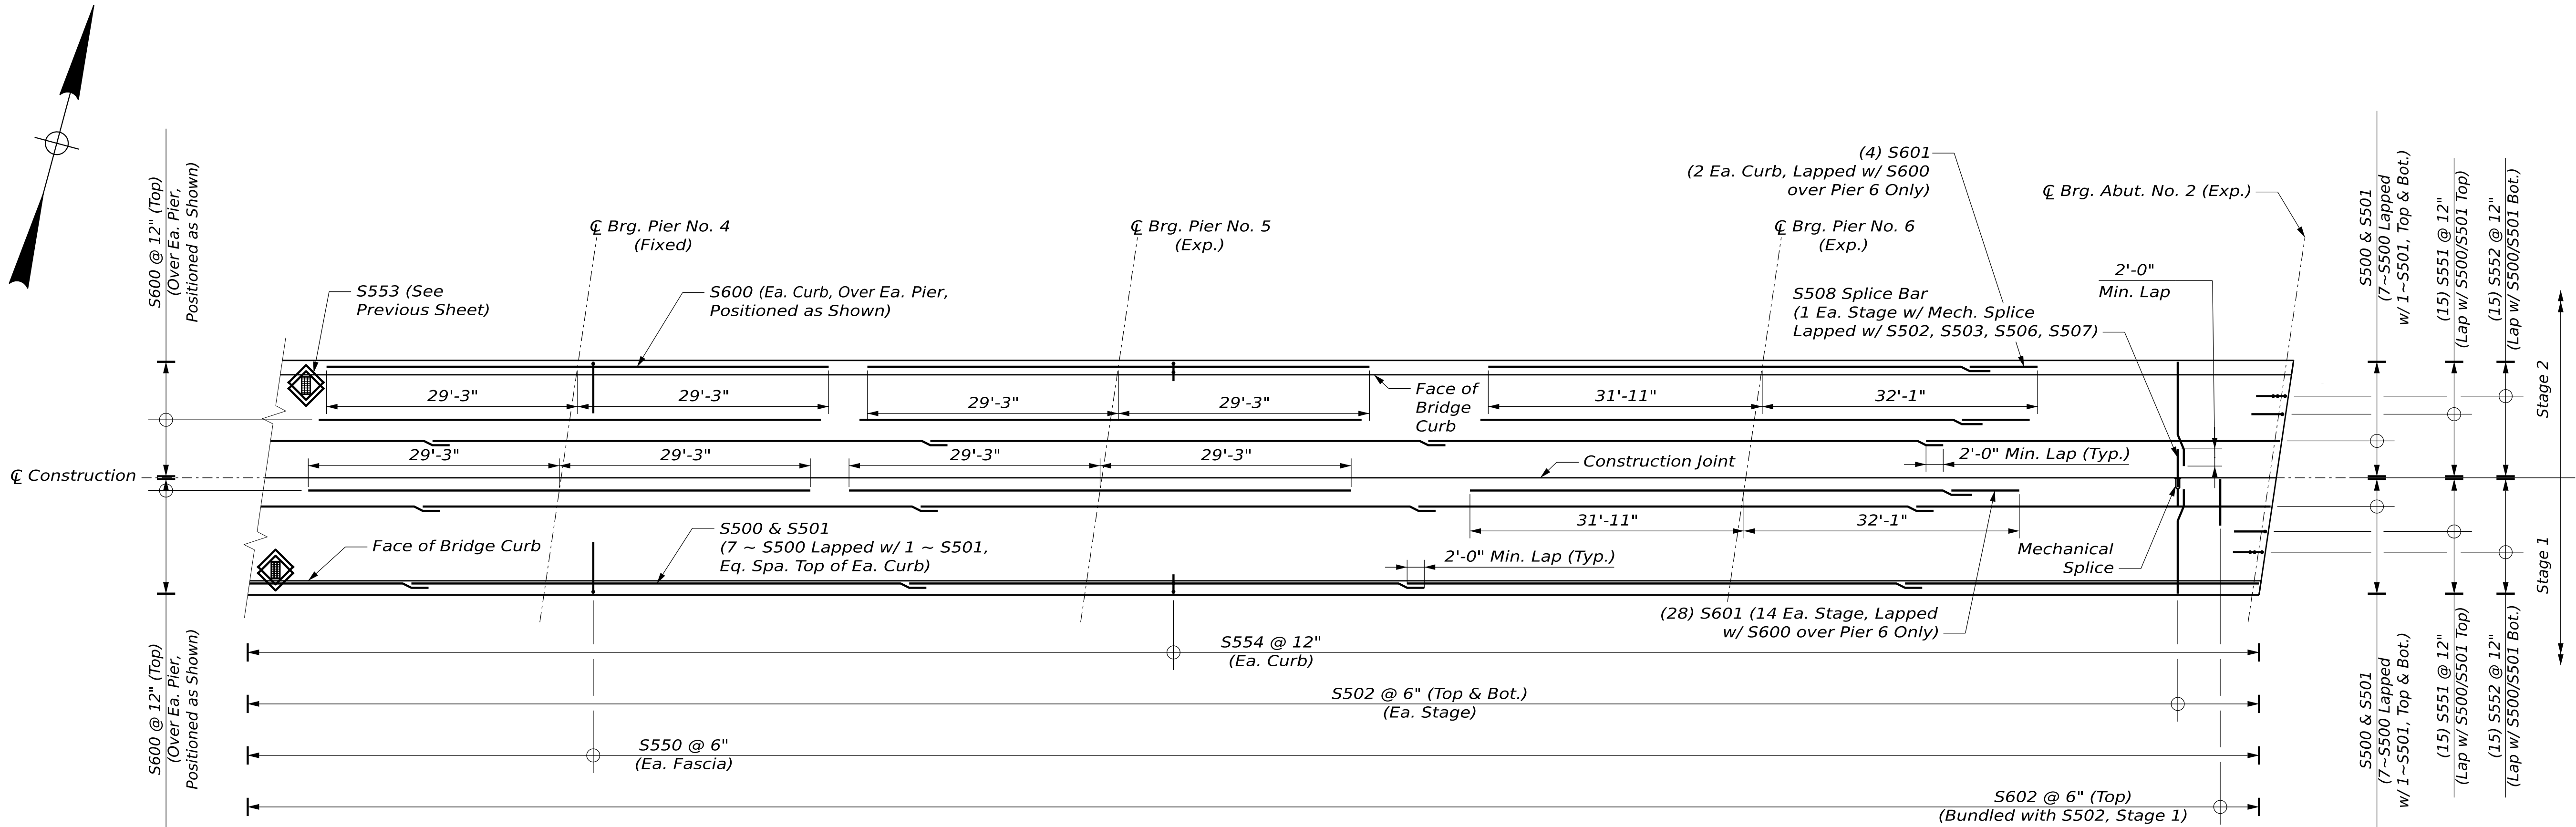 (4) S601
(2 Ea. Curb, Lapped w/ S600
over Pier 6 Only)
℄ Brg. Abut. No. 2 (Exp.)
℄ Brg. Pier No. 4
(Fixed)
℄ Brg. Pier No. 5
(Exp.)
℄ Brg. Pier No. 6
(Exp.)
S600 @ 12" (Top)
(Over Ea. Pier,
Positioned as Shown)
S553 (See
Previous Sheet)
S600 (Ea. Curb, Over Ea. Pier,
Positioned as Shown)
S508 Splice Bar
(1 Ea. Stage w/ Mech. Splice
Lapped w/ S502, S503, S506, S507)
2'-0"
Min. Lap
S500 & S501
(7~S500 Lapped
w/ 1~S501, Top & Bot.)
(15) S551 @ 12"
(Lap w/ S500/S501 Top)
(15) S552 @ 12"
(Lap w/ S500/S501 Bot.)
Stage 2
29'-3"
29'-3"
29'-3"
29'-3"
Face of
Bridge
Curb
31'-11"
32'-1"
29'-3"
29'-3"
29'-3"
29'-3"
Construction Joint
2'-0" Min. Lap (Typ.)
℄ Construction
31'-11"
32'-1"
Face of Bridge Curb
S500 & S501
(7 ~ S500 Lapped w/ 1 ~ S501,
Eq. Spa. Top of Ea. Curb)
2'-0" Min. Lap (Typ.)
Mechanical
Splice
Stage 1
(28) S601 (14 Ea. Stage, Lapped
w/ S600 over Pier 6 Only)
S600 @ 12" (Top)
(Over Ea. Pier,
Positioned as Shown)
S500 & S501
(7~S500 Lapped
w/ 1~S501, Top & Bot.)
(15) S551 @ 12"
(Lap w/ S500/S501 Top)
(15) S552 @ 12"
(Lap w/ S500/S501 Bot.)
S554 @ 12"
(Ea. Curb)
S502 @ 6" (Top & Bot.)
(Ea. Stage)
S550 @ 6"
(Ea. Fascia)
S602 @ 6" (Top)
(Bundled with S502, Stage 1)